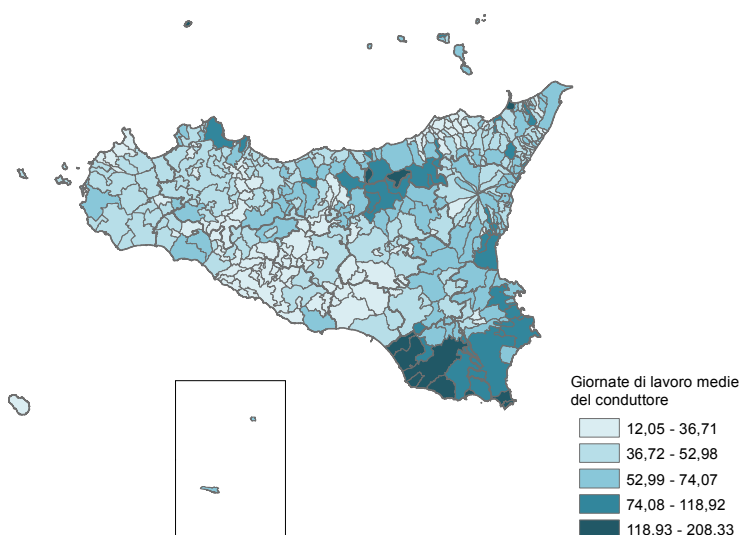 Giornate di lavoro medie
del conduttore
12,05 - 36,71
36,72 - 52,98
52,99 - 74,07
74,08 - 118,92
118,93 - 208,33